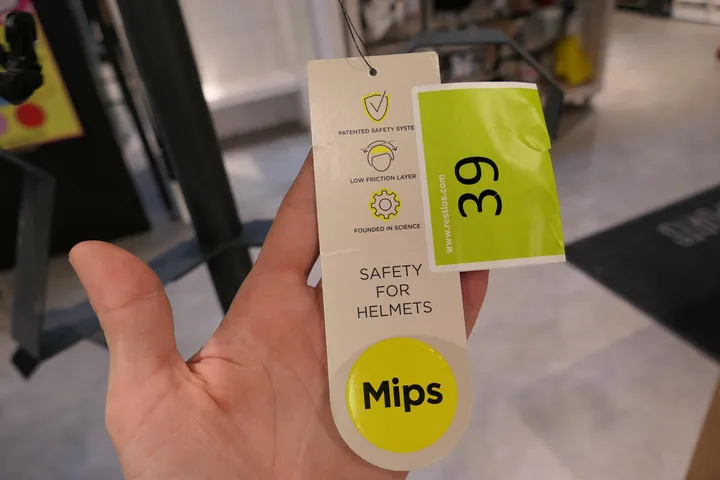 PATENTED SAFETY SYSTE
LOW FRICTION LAYER
FOUNDED IN SCIENCE
SAFETY
FOR
HELMETS
Mips
www.restlos.com
39